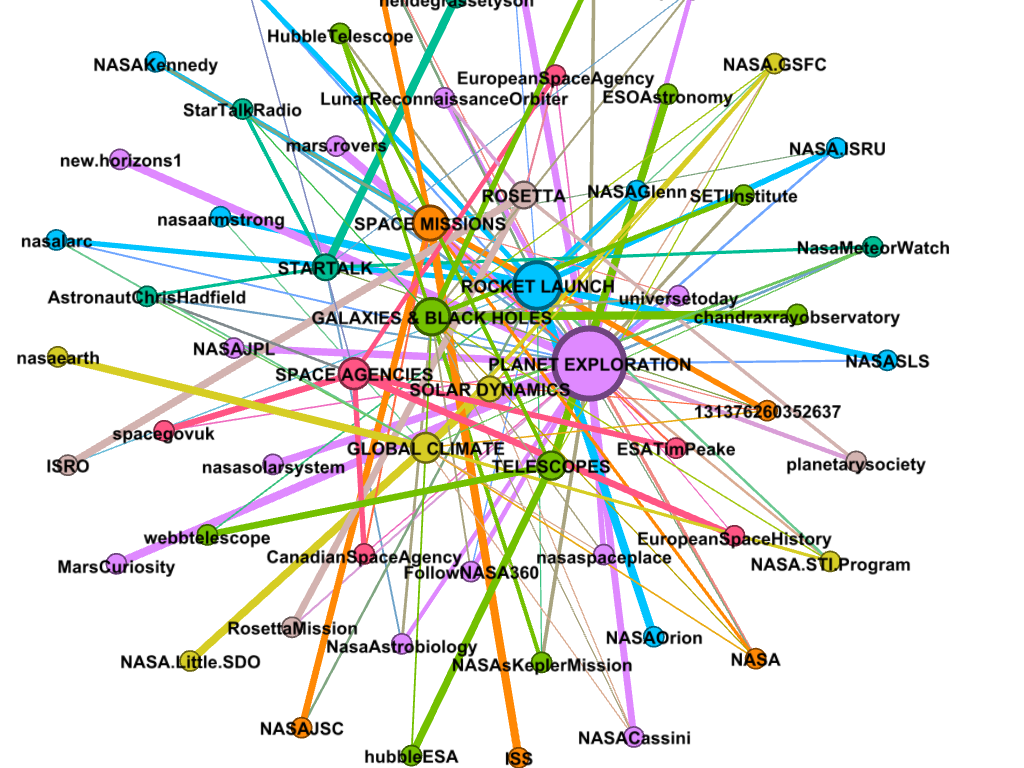 neildegrassetyson
HubbleTelescope
NASAKennedy
EuropeanSpaceAgency
NASA.GSFC
LunarReconnaissanceOrbiter
ESOAstronomy
StarTalkRadio
mars.rovers
NASA.ISRU
new.horizons1
ROSETTA
NASAGlenn
SETIInstitute
nasaarmstrong
SPACE MISSIONS
nasalarc
NasaMeteorWatch
STARTALK
ROCKET LAUNCH
AstronautChrisHadfield
universetoday
GALAXIES & BLACK HOLES
chandraxrayobservatory
NASAJPL
nasaearth
PLANET EXPLORATION
NASASLS
SPACE AGENCIES
SOLAR DYNAMICS
131376260352637
spacegovuk
GLOBAL CLIMATE
ESATimPeake
ISRO
nasasolarsystem
TELESCOPES
planetarysociety
webbtelescope
EuropeanSpaceHistory
CanadianSpaceAgency
nasaspaceplace
MarsCuriosity
FollowNASA360
NASA.STI.Program
RosettaMission
NasaAstrobiology
NASAOrion
NASA.Little.SDO
NASAsKeplerMission
NASA
NASAJSC
NASACassini
hubbleESA
ISS